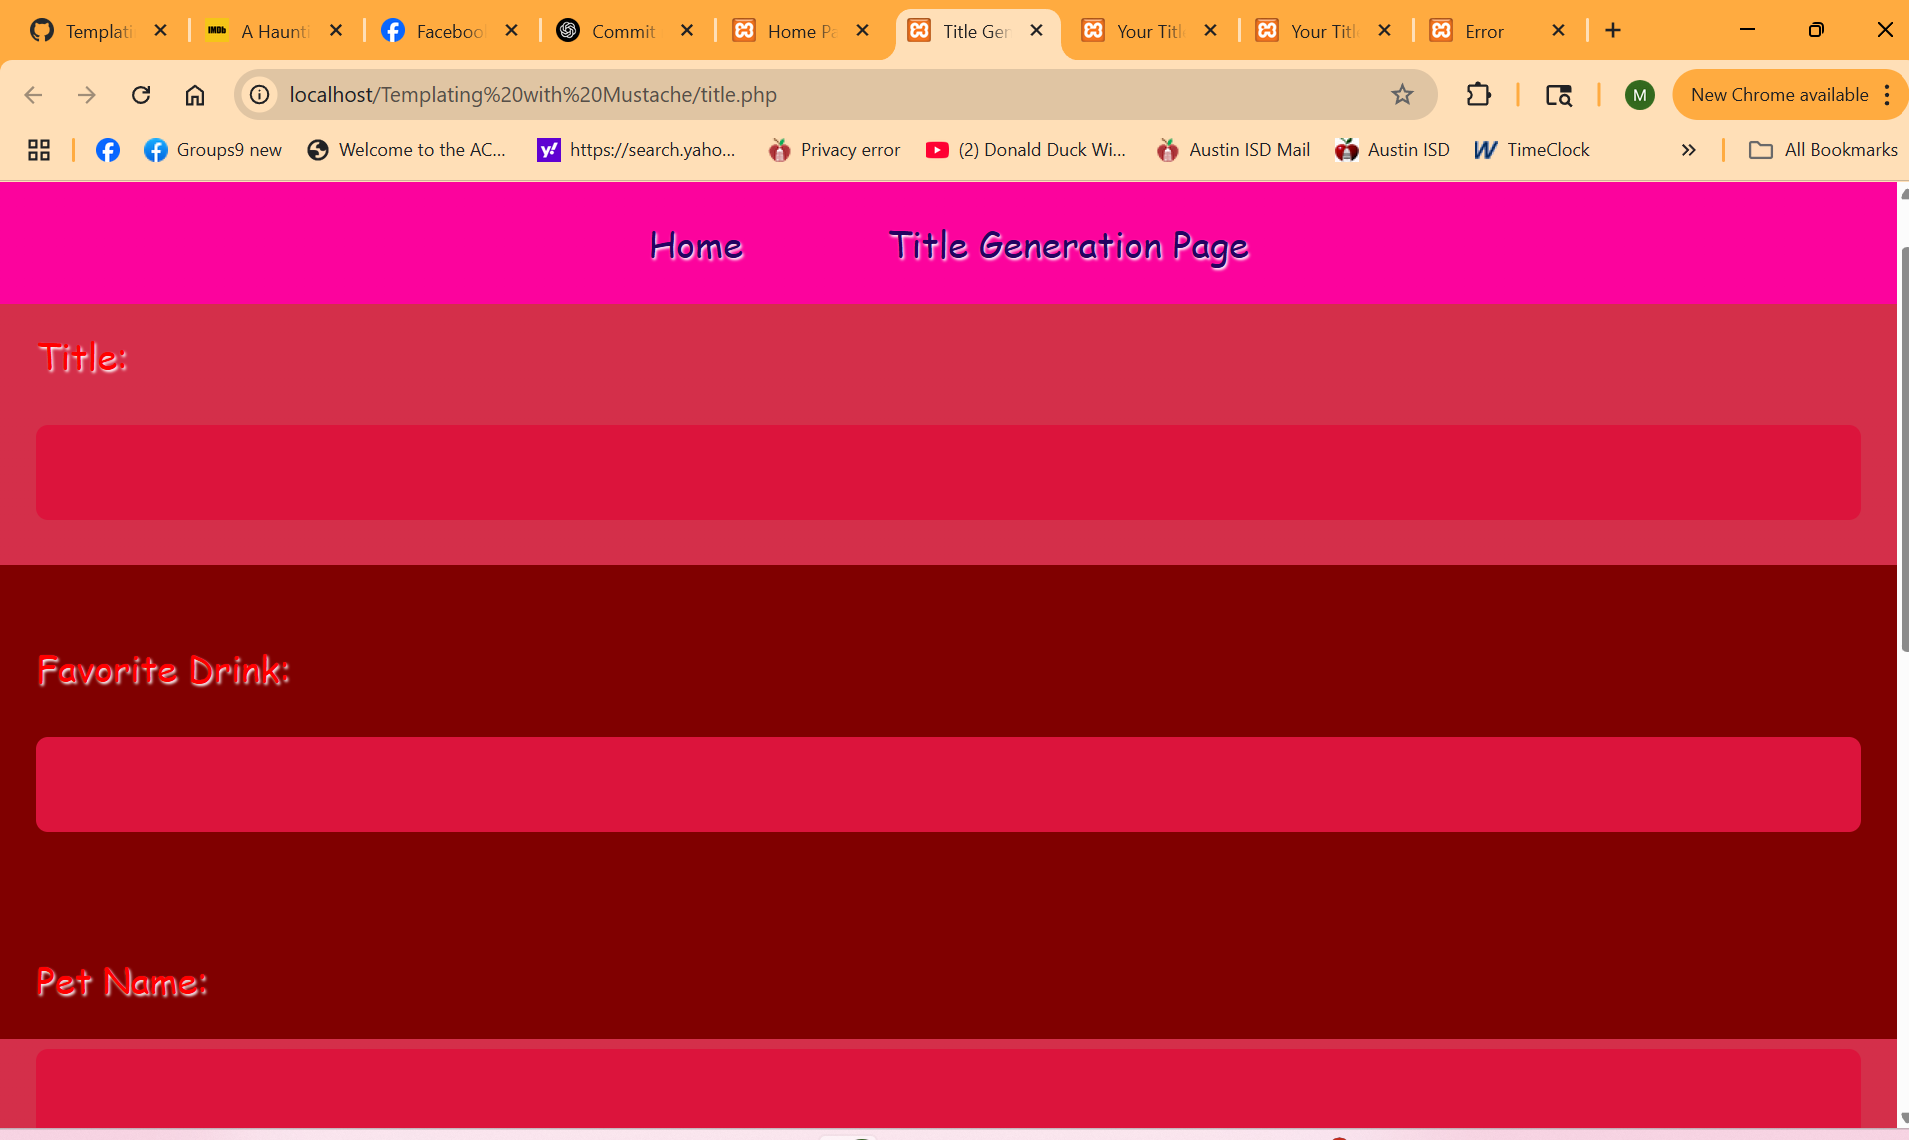 Templati
IMDb A Haunti
Faceboo
Commit
Home Pa
Title Ger
Your Titl
Your Titl
Error
localhost/Templating%20with%20Mustache/title.php
M
New Chrome available
Groups9 new
Welcome to the AC...
y! https://search.yaho...
Privacy error
(2) Donald Duck Wi...
Austin ISD Mail
Austin ISD
W TimeClock
All Bookmarks
Home
Title Generation Page
Title:
Favorite Drink:
Pet Name: